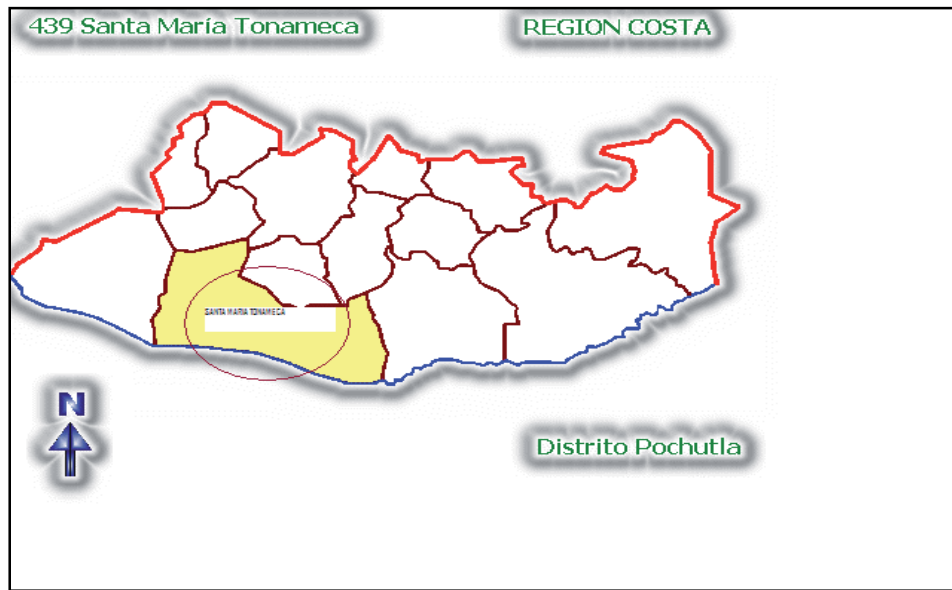 439 Santa María Tonameca
REGION COSTA
SANTA MARIA TONAMECA
N
Distrito Pochutla